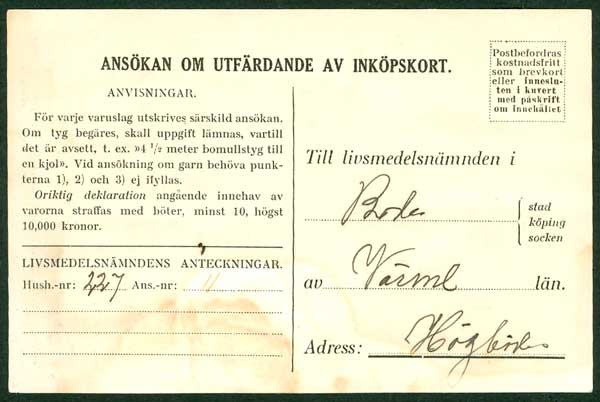 ANSÖKAN OM UTFÄRDANDE AV INKÖPSKORT.
Postbefordras
kostnadsfritt
som brevkort
eller inneslu-
ten i kuvert
med påskrift
om innehållet
ANVISNINGAR.
För varje varuslag utskrives särskild ansökan.
Om tyg begäres, skall uppgift lämnas, vartill
det är avsett, t. ex. »4 1/2 meter bomullstyg till
en kjol». Vid ansökning om garn behöva punk-
terna 1), 2) och 3) ej ifyllas.
Oriktig deklaration angående innehav av
varorna straffas med böter, minst 10, högst
10,000 kronor.
LIVSMEDELSNÄMNDENS ANTECKNINGAR.
Hush.-nr: 227 Ans.-nr: 11
Till livsmedelsnämnden i
Boda
stad
köping
socken
av Värml län.
Adress: Högboda